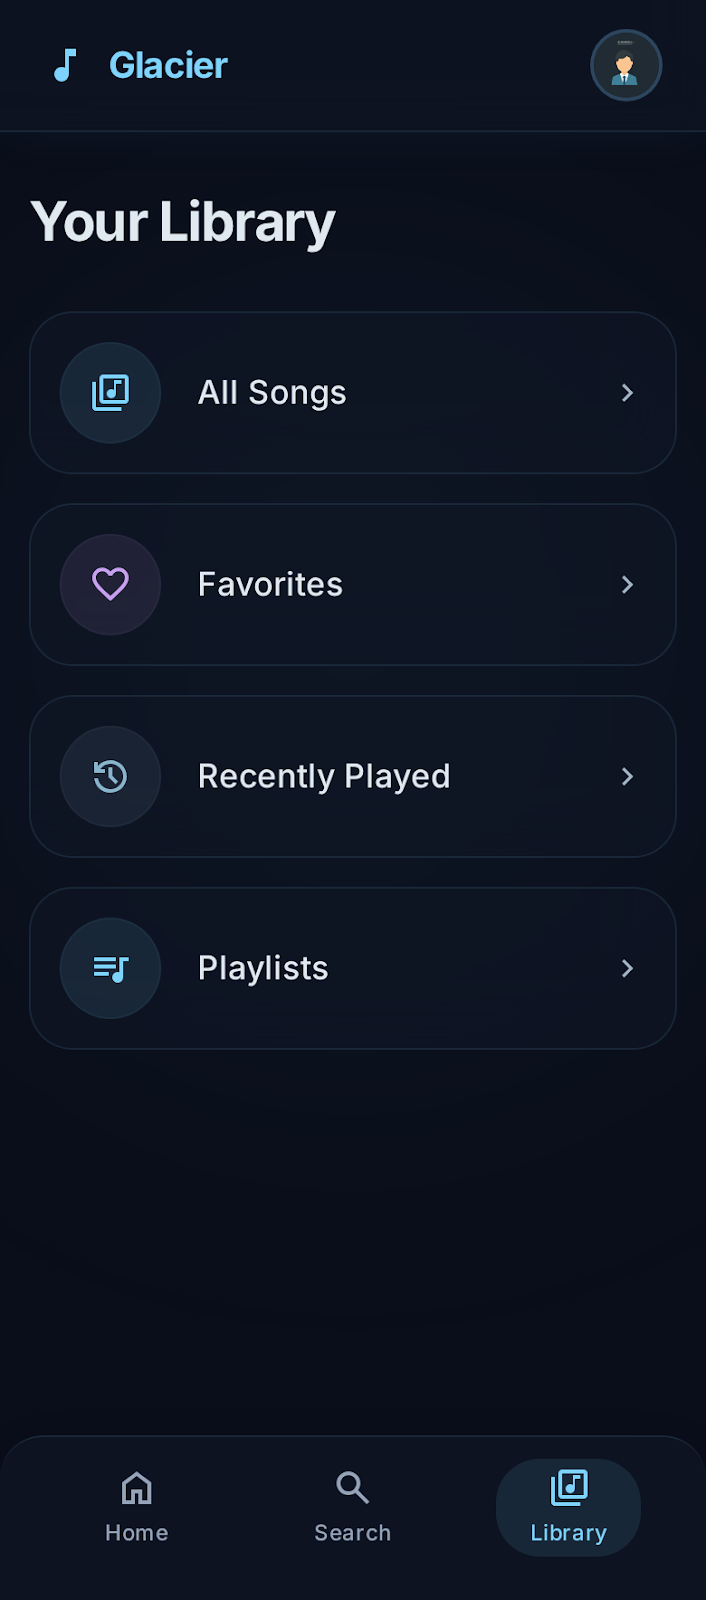 Glacier
Your Library
All Songs
Favorites
Recently Played
Playlists
Home
Search
Library